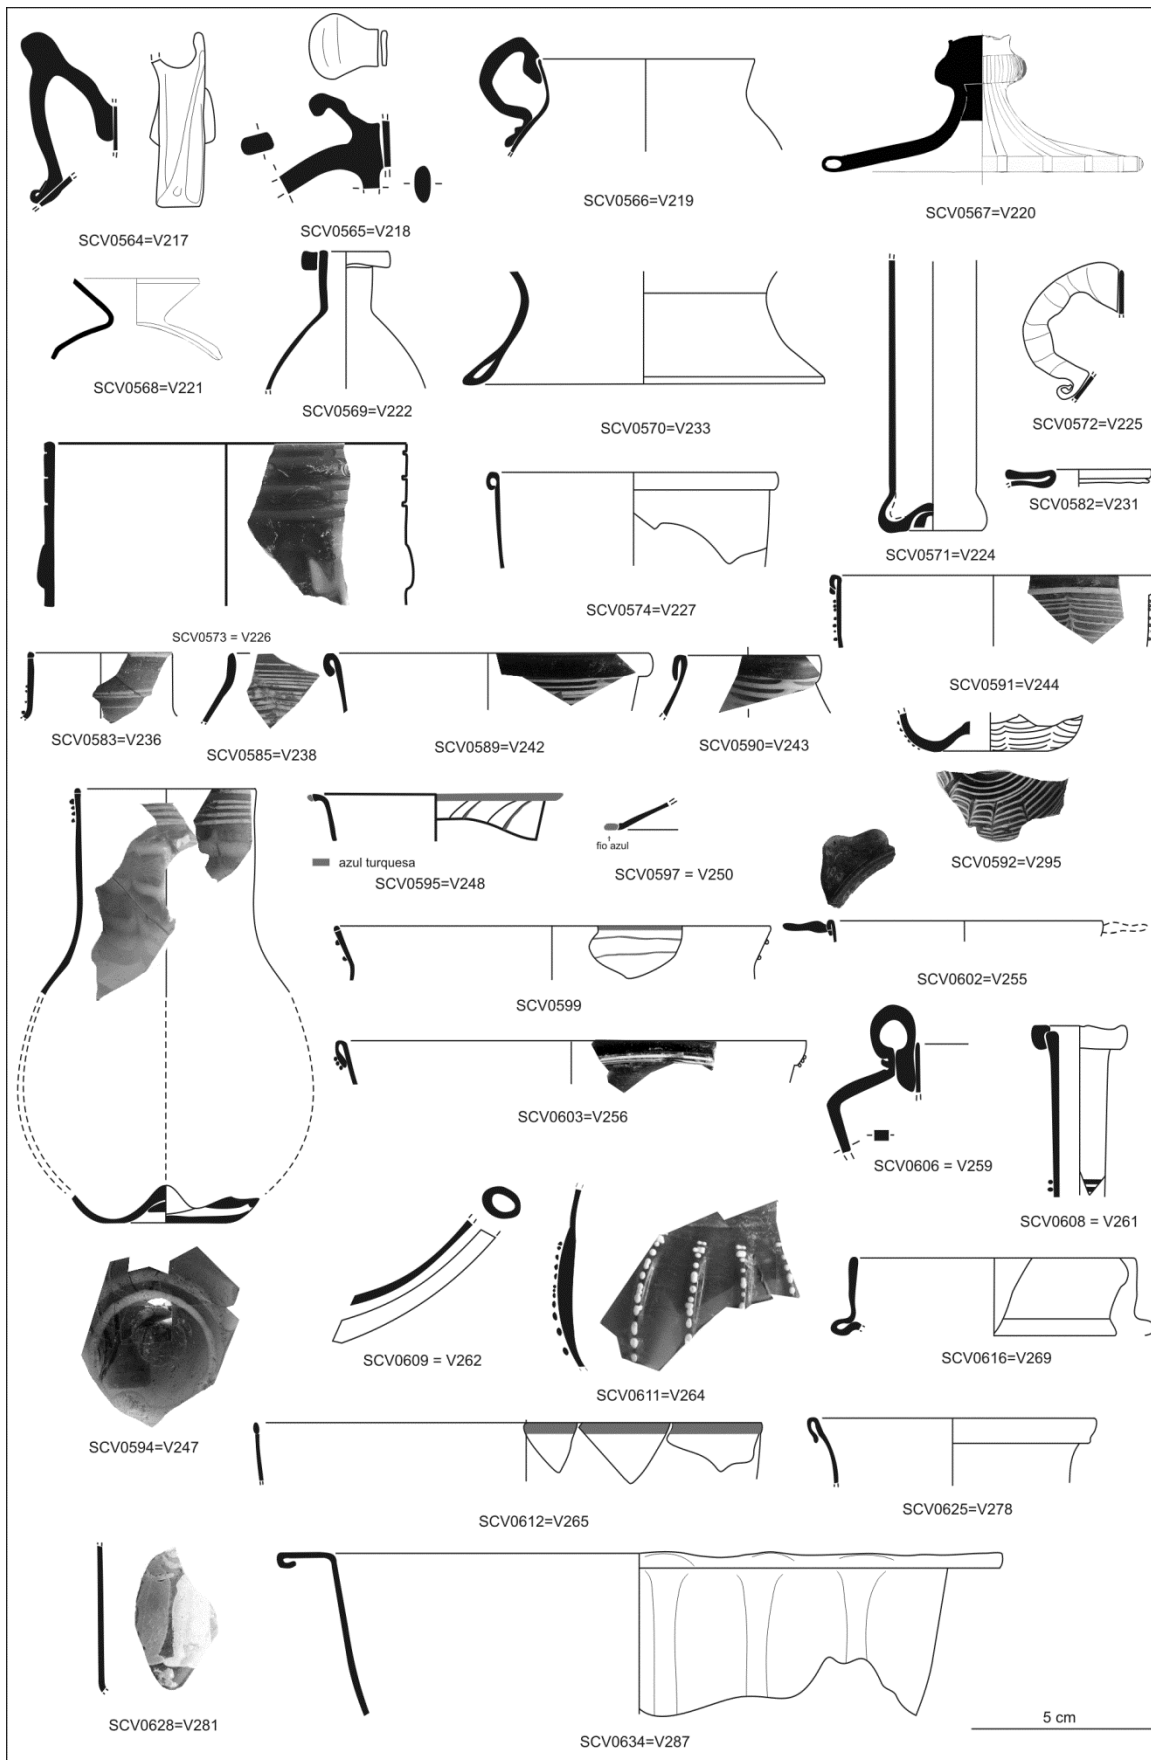 SCV0564=V217
SCV0565=V218
SCV0566=V219
SCV0567=V220
SCV0568=V221
SCV0569=V222
SCV0570=V233
SCV0571=V224
SCV0572=V225
SCV0582=V231
SCV0573 = V226
SCV0574=V227
SCV0591=V244
SCV0583=V236
SCV0585=V238
SCV0589=V242
SCV0590=V243
azul turquesa
SCV0595=V248
fio azul
SCV0597 = V250
SCV0592=V295
SCV0599
SCV0602=V255
SCV0603=V256
SCV0606 = V259
SCV0608 = V261
SCV0594=V247
SCV0609 = V262
SCV0611=V264
SCV0616=V269
SCV0612=V265
SCV0625=V278
SCV0628=V281
SCV0634=V287
5 cm